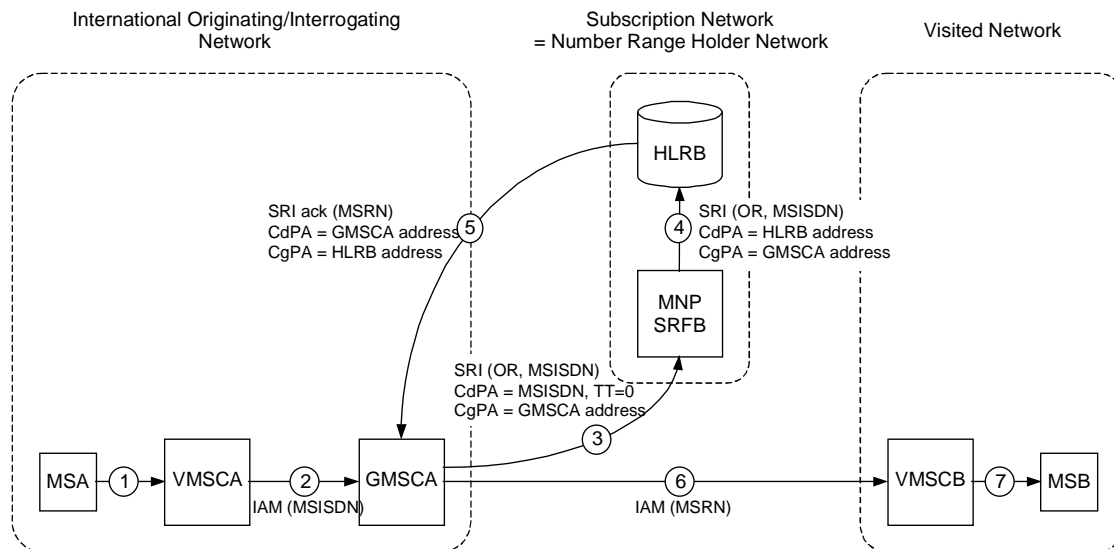 International Originating/Interrogating
Network
Subscription Network
= Number Range Holder Network
Visited Network
HLRB
SRI ack (MSRN)
CdPA = GMSCA address
CgPA = HLRB address
5
4
SRI (OR, MSISDN)
CdPA = HLRB address
CgPA = GMSCA address
MNP
SRFB
SRI (OR, MSISDN)
CdPA = MSISDN, TT=0
CgPA = GMSCA address
3
MSA
1
VMSCA
2
IAM (MSISDN)
GMSCA
6
IAM (MSRN)
VMSCB
7
MSB